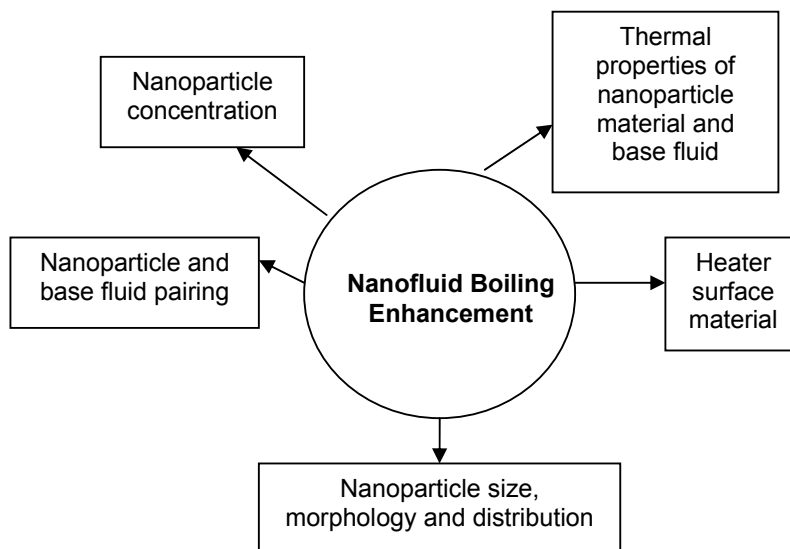 Nanoparticle
concentration
Thermal
properties of
nanoparticle
material and
base fluid
Nanoparticle and
base fluid pairing
Nanofluid Boiling
Enhancement
Heater
surface
material
Nanoparticle size,
morphology and distribution